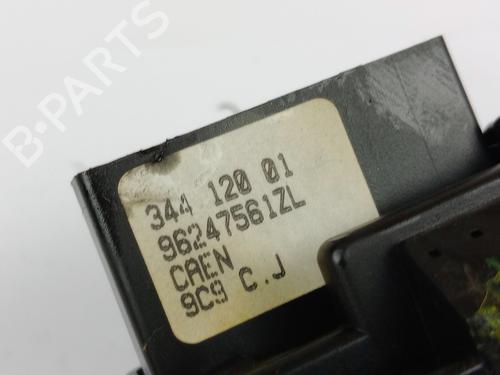 B-PARTS
344 120 01
96247561ZL
CAEN
9C9 C.J